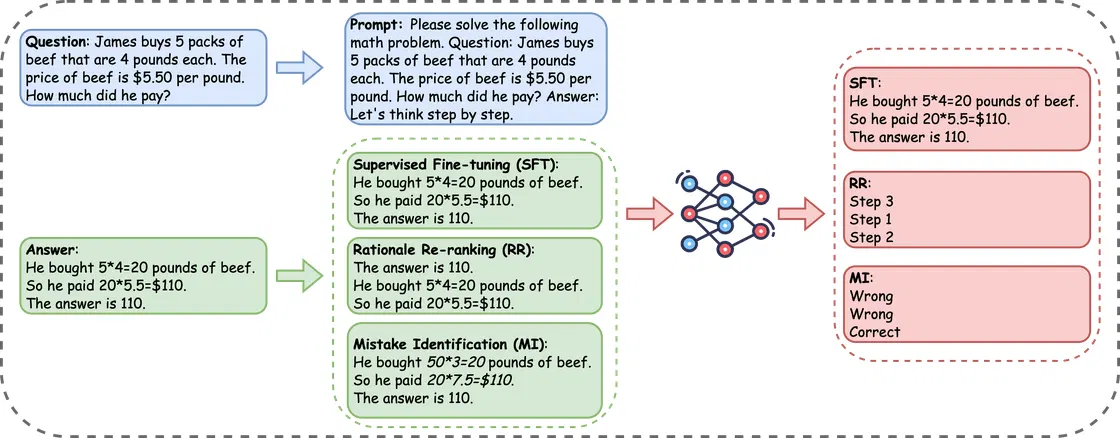 Question: James buys 5 packs of
beef that are 4 pounds each. The
price of beef is $5.50 per pound.
How much did he pay?
Prompt: Please solve the following
math problem. Question: James buys
5 packs of beef that are 4 pounds
each. The price of beef is $5.50 per
pound. How much did he pay? Answer:
Let's think step by step.
Answer:
He bought 5*4=20 pounds of beef.
So he paid 20*5.5=$110.
The answer is 110.
Supervised Fine-tuning (SFT):
He bought 5*4=20 pounds of beef.
So he paid 20*5.5=$110.
The answer is 110.
Rationale Re-ranking (RR):
The answer is 110.
He bought 5*4=20 pounds of beef.
So he paid 20*5.5=$110.
Mistake Identification (MI):
He bought 50*3=20 pounds of beef.
So he paid 20*7.5=$110.
The answer is 110.
SFT:
He bought 5*4=20 pounds of beef.
So he paid 20*5.5=$110.
The answer is 110.
RR:
Step 3
Step 1
Step 2
MI:
Wrong
Wrong
Correct